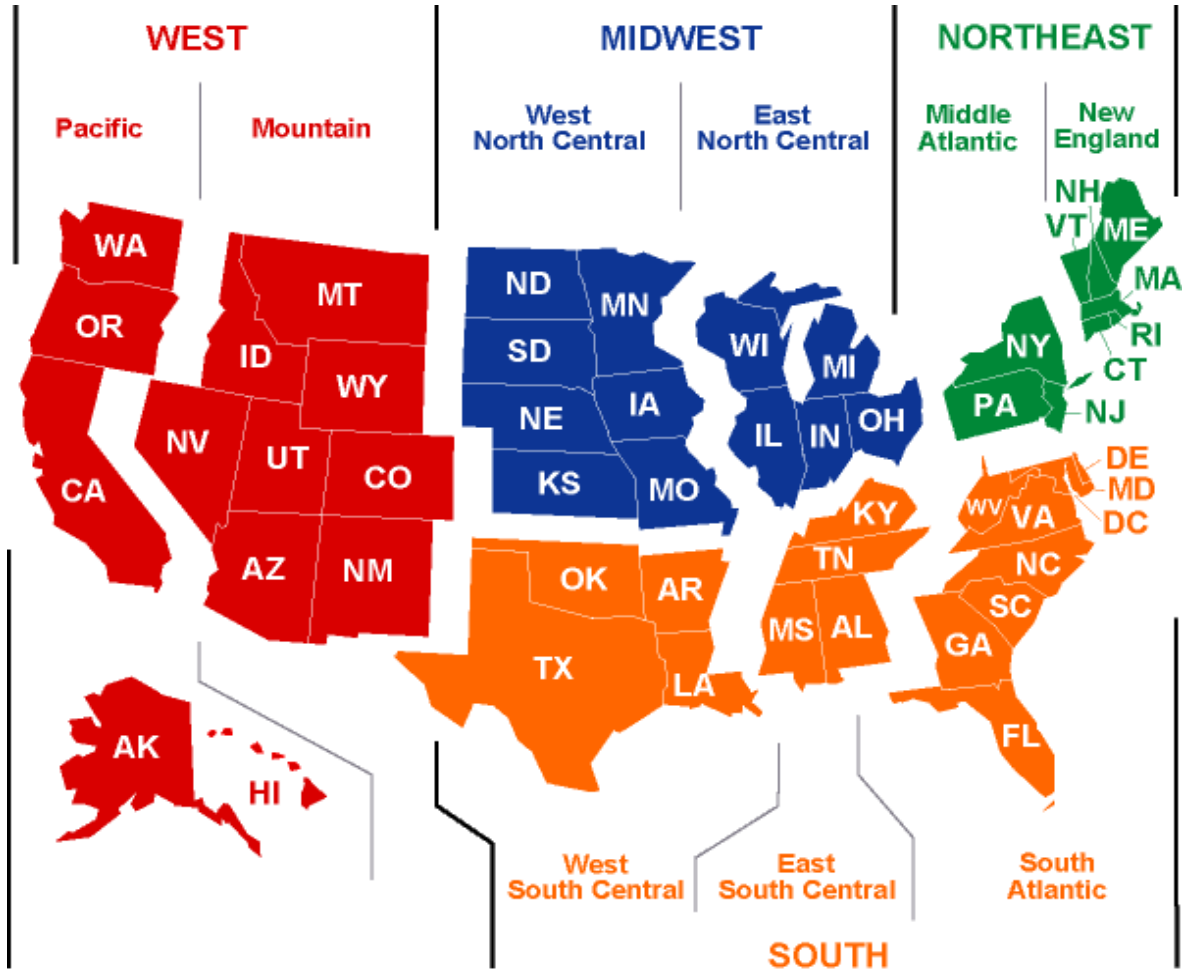 WEST
MIDWEST
NORTHEAST
Pacific
Mountain
West
North Central
East
North Central
Middle
Atlantic
New
England
WA
OR
CA
NV
ID
MT
WY
UT
CO
AZ
NM
AK
HI
ND
SD
NE
KS
MN
IA
MO
WI
MI
IL
IN
OH
NH
VT
ME
MA
RI
CT
NY
PA
NJ
DE
MD
DC
WV
VA
KY
TN
NC
SC
OK
AR
TX
LA
MS
AL
GA
FL
West
South Central
East
South Central
South
Atlantic
SOUTH